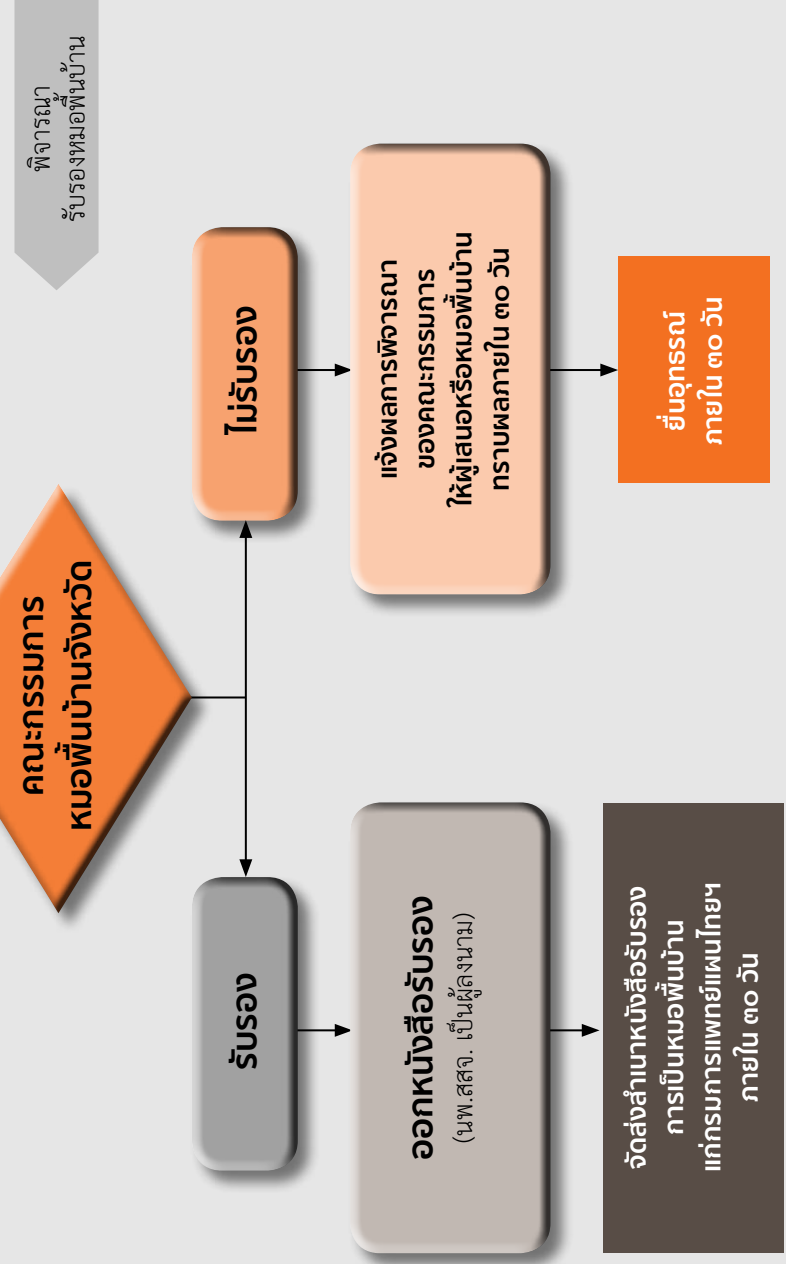 พิจารณา
รับรองหมอพื้นบ้าน
คณะกรรมการ
หมอพื้นบ้านจังหวัด
รับรอง
ไม่รับรอง
ออกหนังสือรับรอง
(นพ.สสจ. เป็นผู้ลงนาม)
แจ้งผลการพิจารณา
ของคณะกรรมการ
ให้ผู้เสนอหรือหมอพื้นบ้าน
ทราบผลภายใน ๓๐ วัน
จัดส่งสำเนาหนังสือรับรอง
การเป็นหมอพื้นบ้าน
แก่กรมการแพทย์แผนไทยฯ
ภายใน ๓๐ วัน
ยื่นอุทธรณ์
ภายใน ๓๐ วัน